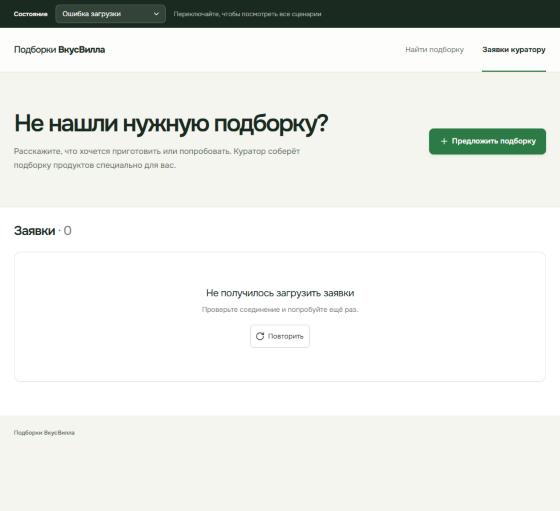 Состояние Ошибка загрузки Переключайте, чтобы посмотреть все сценарии
Подборки ВкусВилла Найти подборку Заявки куратору
Не нашли нужную подборку?
Расскажите, что хочется приготовить или попробовать. Куратор соберёт
подборку продуктов специально для вас.
+ Предложить подборку
Заявки · 0
Не получилось загрузить заявки
Проверьте соединение и попробуйте ещё раз.
Повторить
Подборки ВкусВилла